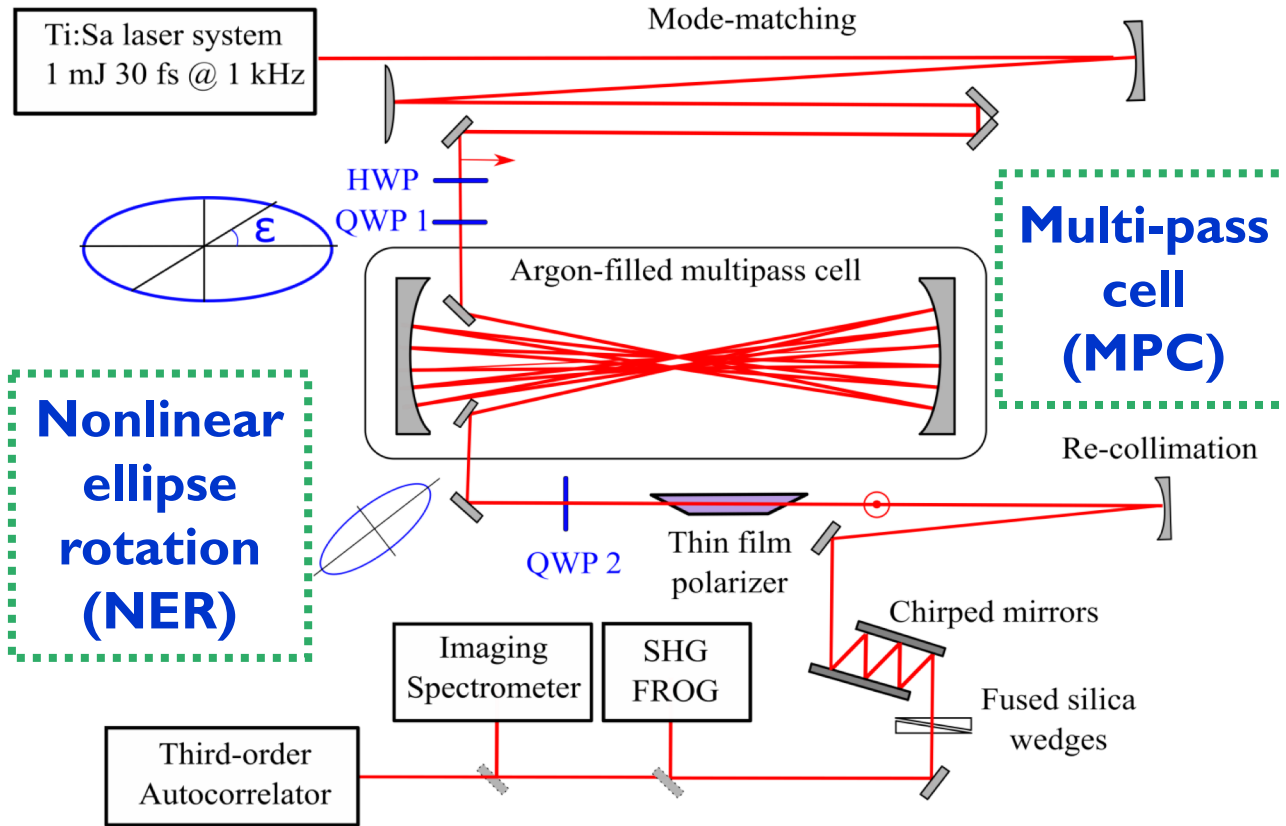 Mode-matching
Ti:Sa laser system
1 mJ 30 fs @ 1 kHz
HWP
QWP 1
ε
Multi-pass
cell
(MPC)
Argon-filled multipass cell
Nonlinear
ellipse
rotation
(NER)
Re-collimation
QWP 2
Thin film
polarizer
Chirped mirrors
Imaging
Spectrometer
SHG
FROG
Fused silica
wedges
Third-order
Autocorrelator